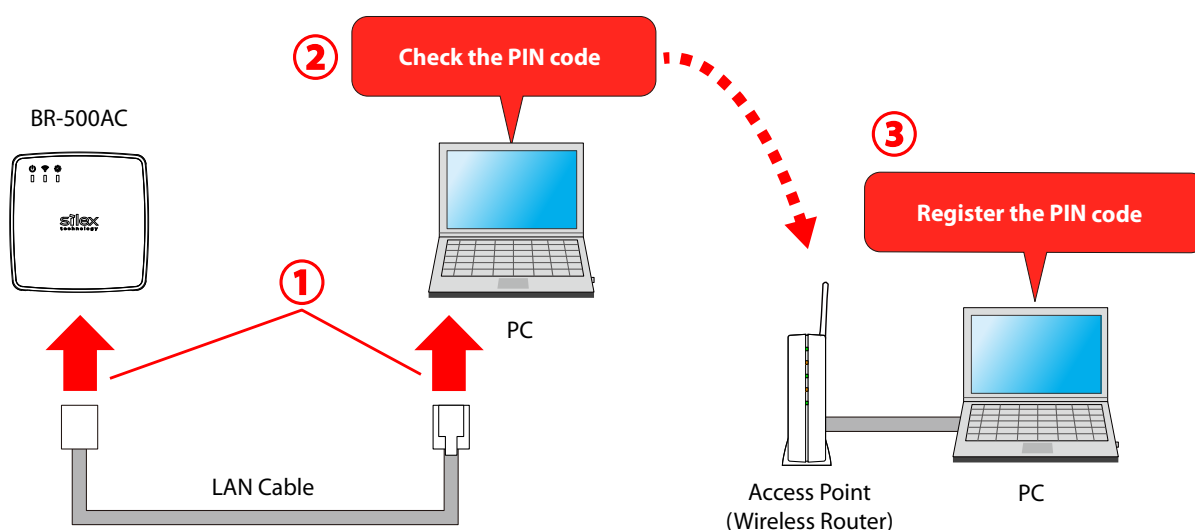 ②
Check the PIN code
BR-500AC
silex
technology
③
Register the PIN code
①
PC
LAN Cable
Access Point
(Wireless Router)
PC